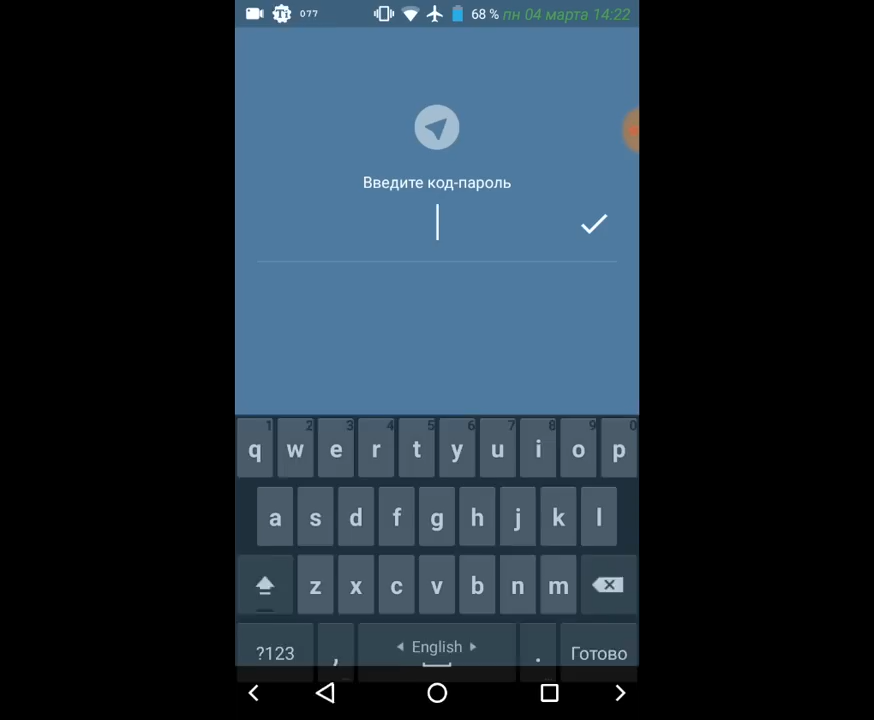 077 68 % пн 04 марта 14:22
Введите код-пароль
1 2 3 4 5 6 7 8 9 0
q w e r t y u i o p
a s d f g h j k l
z x c v b n m
?123 , English . Готово